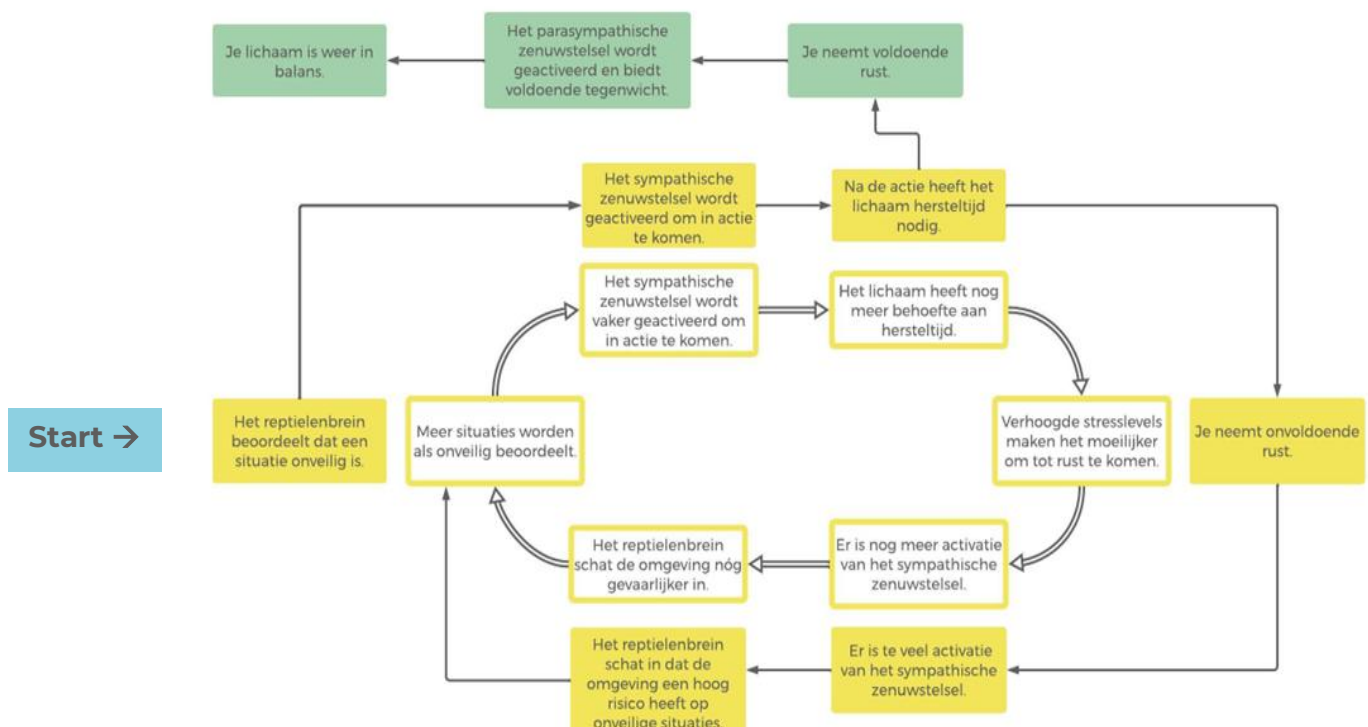 Je lichaam is weer in
balans.
Het parasympathische
zenuwstelsel wordt
geactiveerd en biedt
voldoende tegenwicht.
Je neemt voldoende
rust.
Het sympathische
zenuwstelsel wordt
geactiveerd om in actie
te komen.
Na de actie heeft het
lichaam hersteltijd
nodig.
Het sympathische
zenuwstelsel wordt
vaker geactiveerd om
in actie te komen.
Het lichaam heeft nog
meer behoefte aan
hersteltijd.
Start →
Het reptielenbrein
beoordeelt dat een
situatie onveilig is.
Meer situaties worden
als onveilig beoordeelt.
Verhoogde stresslevels
maken het moeilijker
om tot rust te komen.
Je neemt onvoldoende
rust.
Het reptielenbrein
schat de omgeving nóg
gevaarlijker in.
Er is nog meer activatie
van het sympathische
zenuwstelsel.
Het reptielenbrein
schat in dat de
omgeving een hoog
risico heeft op
onveilige situaties.
Er is te veel activatie
van het sympathische
zenuwstelsel.